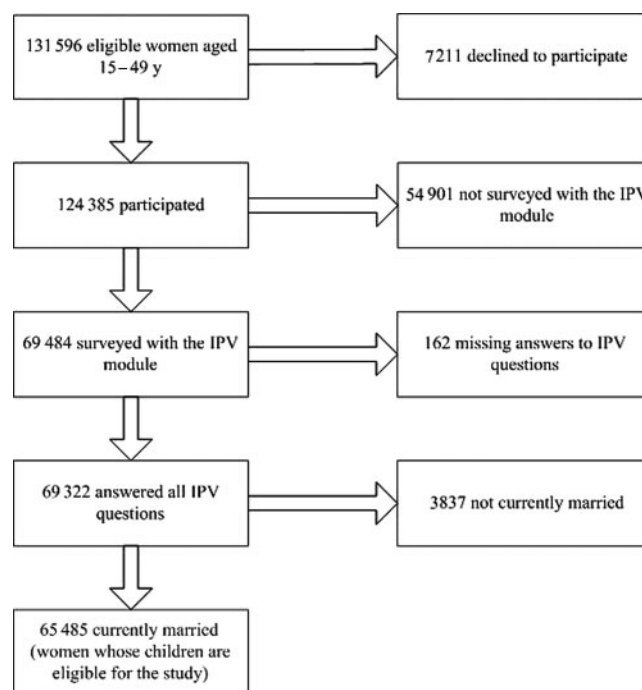 131 596 eligible women aged
15–49 y
7211 declined to participate
124 385 participated
54 901 not surveyed with the IPV
module
69 484 surveyed with the IPV
module
162 missing answers to IPV
questions
69 322 answered all IPV
questions
3837 not currently married
65 485 currently married
(women whose children are
eligible for the study)